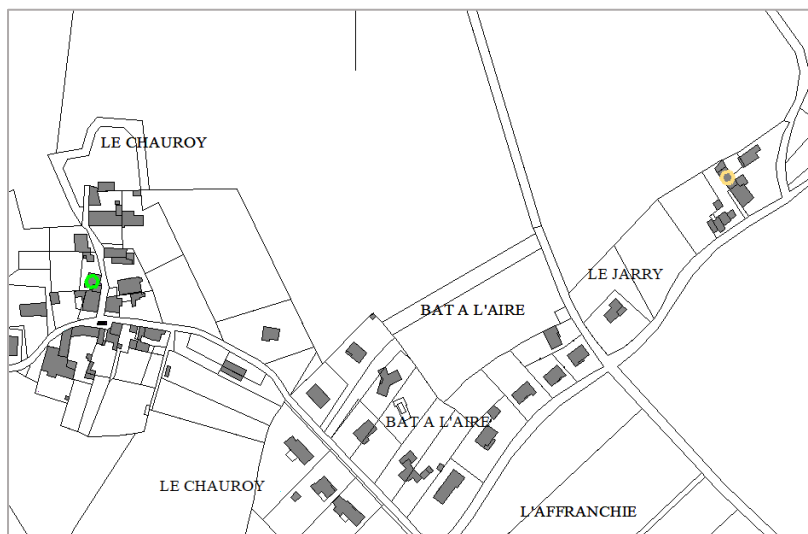 LE CHAUROY
LE JARRY
BAT A L'AIRE
BAT A L'AIRE
LE CHAUROY
L'AFFRANCHIE